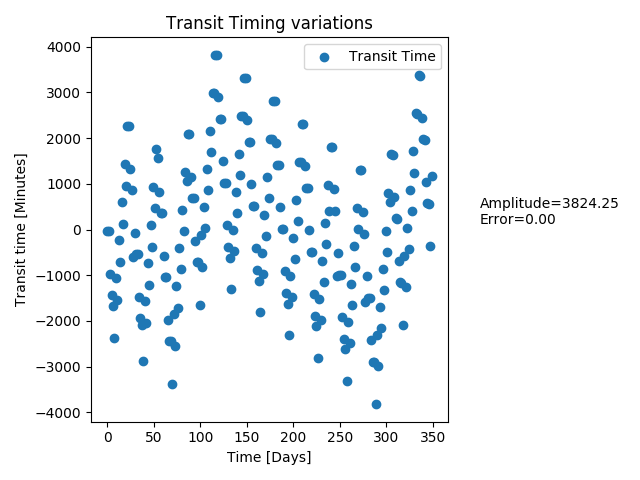 Transit Timing variations
Transit Time
Transit time [Minutes]
4000
3000
2000
1000
0
−1000
−2000
−3000
−4000
0 50 100 150 200 250 300 350
Time [Days]
Amplitude=3824.25
Error=0.00